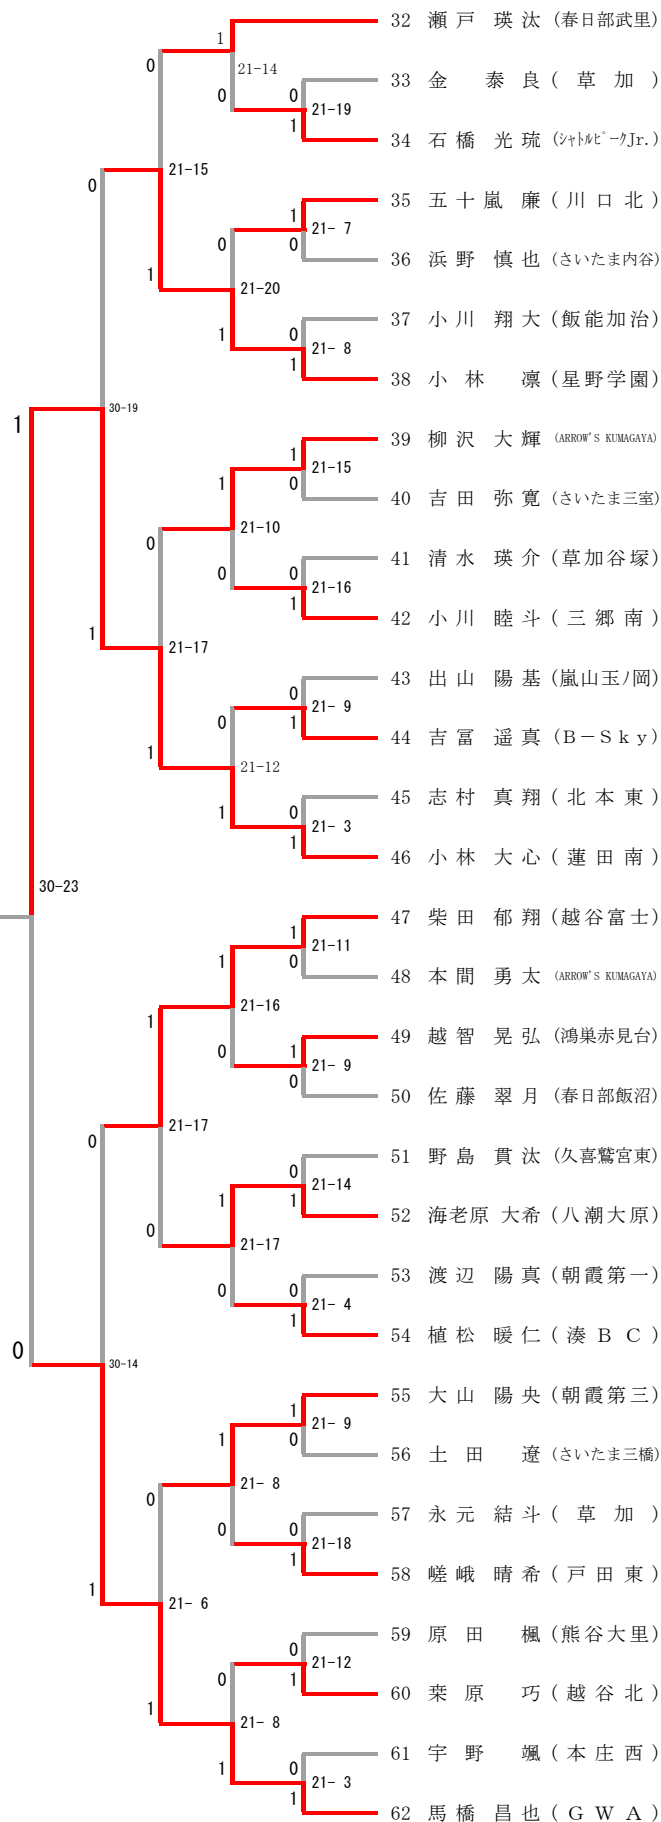 32 瀬戸 瑛汰 (春日部武里)
1
0
21-14
33 金 泰良 (草加)
0
0
21-19
1
34 石橋 光琉 (シャトルピークJr.)
21-15
0
35 五十嵐 廉 (川口北)
1
21- 7
0
0
36 浜野 慎也 (さいたま内谷)
1
21-20
37 小川 翔大 (飯能加治)
1
0
21- 8
1
38 小林 凛 (星野学園)
30-19
1
39 柳沢 大輝 (ARROW'S KUMAGAYA)
1
21-15
1
0
40 吉田 弥寛 (さいたま三室)
21-10
0
41 清水 瑛介 (草加谷塚)
0
0
21-16
1
42 小川 睦斗 (三郷南)
1
21-17
43 出山 陽基 (嵐山玉ノ岡)
0
21- 9
0
1
44 吉冨 遥真 (B-Sky)
1
21-12
45 志村 真翔 (北本東)
1
0
21- 3
1
46 小林 大心 (蓮田南)
30-23
47 柴田 郁翔 (越谷富士)
1
21-11
1
0
48 本間 勇太 (ARROW'S KUMAGAYA)
21-16
1
49 越智 晃弘 (鴻巣赤見台)
0
1
21- 9
0
50 佐藤 翠月 (春日部飯沼)
21-17
0
51 野島 貫汰 (久喜鷲宮東)
0
21-14
1
1
52 海老原 大希 (八潮大原)
0
21-17
53 渡辺 陽真 (朝霞第一)
0
0
21- 4
1
54 植松 暖仁 (湊BC)
0
30-14
55 大山 陽央 (朝霞第三)
1
21- 9
1
0
56 土田 遼 (さいたま三橋)
21- 8
0
57 永元 結斗 (草加)
0
0
21-18
1
58 嵯峨 晴希 (戸田東)
1
21- 6
59 原田 楓 (熊谷大里)
0
21-12
0
1
60 栞原 巧 (越谷北)
1
21- 8
61 宇野 颯 (本庄西)
1
0
21- 3
1
62 馬橋 昌也 (GWA)